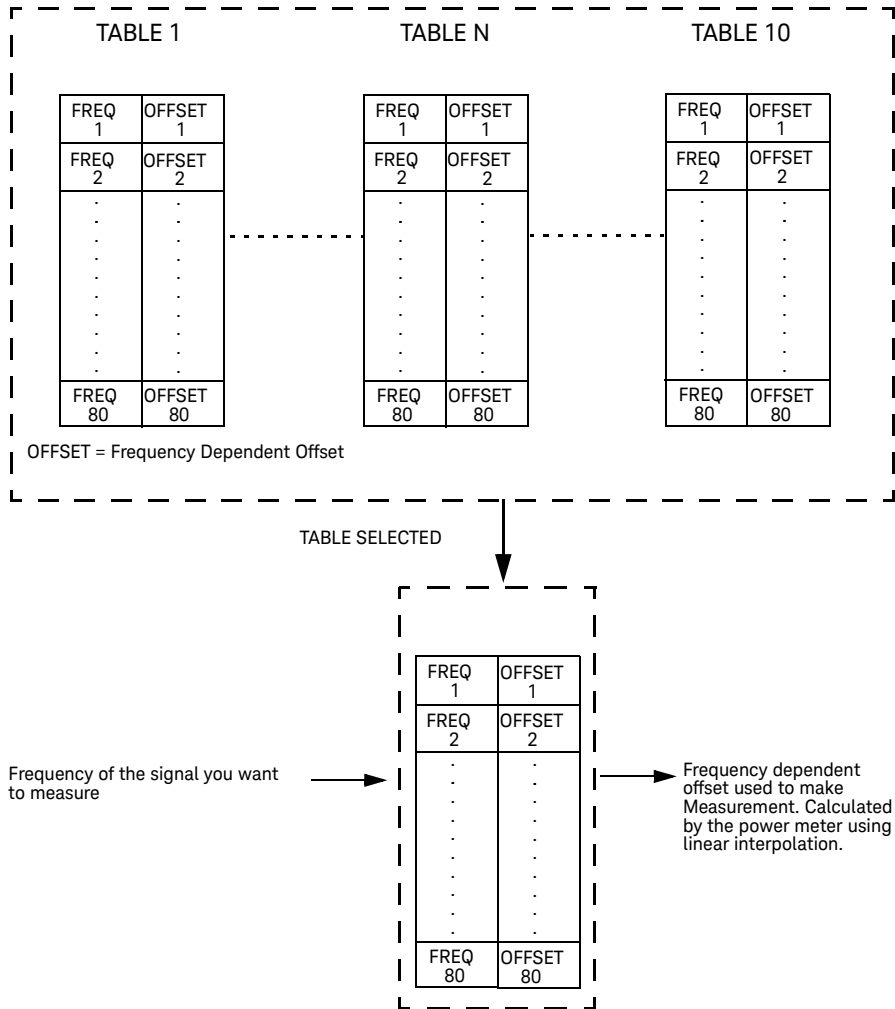 TABLE 1 TABLE N TABLE 10
FREQ 1 OFFSET 1 FREQ 1 OFFSET 1 FREQ 1 OFFSET 1
FREQ 2 OFFSET 2 FREQ 2 OFFSET 2 FREQ 2 OFFSET 2
FREQ 80 OFFSET 80 FREQ 80 OFFSET 80 FREQ 80 OFFSET 80
OFFSET = Frequency Dependent Offset
TABLE SELECTED
FREQ 1 OFFSET 1
FREQ 2 OFFSET 2
Frequency of the signal you want
to measure
Frequency dependent
offset used to make
Measurement. Calculated
by the power meter using
linear interpolation.
FREQ 80 OFFSET 80